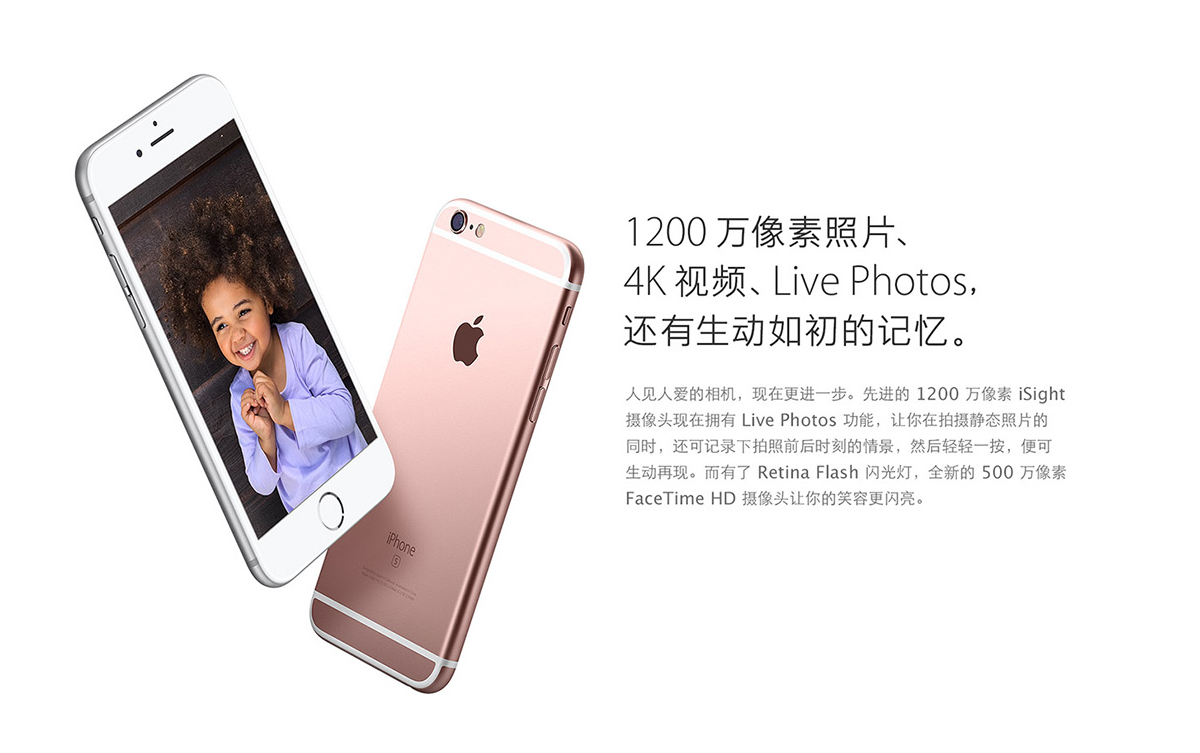 1200 万像素照片、
4K 视频、Live Photos，
还有生动如初的记忆。
人见人爱的相机，现在更进一步。先进的 1200 万像素 iSight
摄像头现在拥有 Live Photos 功能，让你在拍摄静态照片的
同时，还可记录下拍照前后时刻的情景，然后轻轻一按，便可
生动再现。而有了 Retina Flash 闪光灯，全新的 500 万像素
FaceTime HD 摄像头让你的笑容更闪亮。
iPhone
S